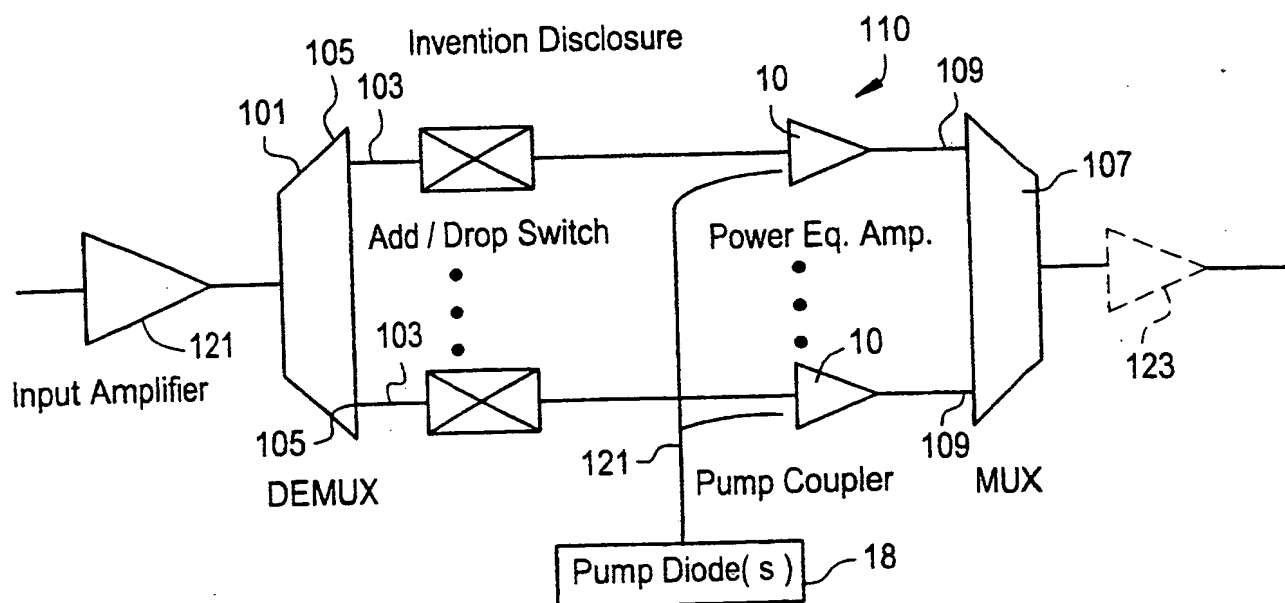 Invention Disclosure
110
105
103
101
10
109
107
Add / Drop Switch
Power Eq. Amp.
121
Input Amplifier
103
10
123
105
DEMUX
121
Pump Coupler
109
MUX
Pump Diode( s )
18